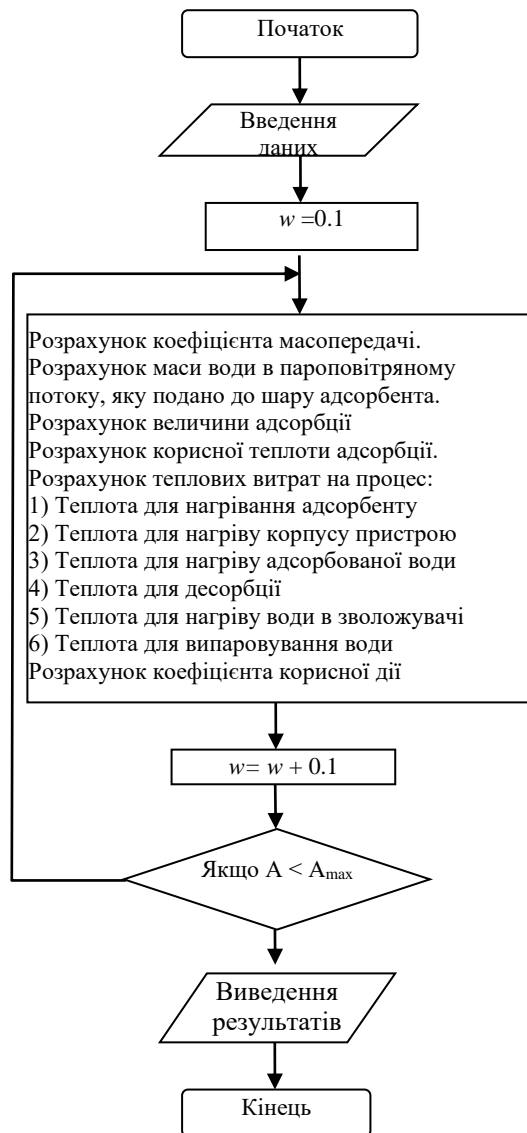 Початок
Введення
даних
w =0.1
Розрахунок коефіцієнта масопередачі.
Розрахунок маси води в пароповітряному
потоку, яку подано до шару адсорбента.
Розрахунок величини адсорбції
Розрахунок корисної теплоти адсорбції.
Розрахунок теплових витрат на процес:
1) Теплота для нагрівання адсорбенту
2) Теплота для нагріву корпусу пристрою
3) Теплота для нагріву адсорбованої води
4) Теплота для десорбції
5) Теплота для нагріву води в зволожувачі
6) Теплота для випаровування води
Розрахунок коефіцієнта корисної дії
w= w + 0.1
Якщо A < Amax
Виведення
результатів
Кінець